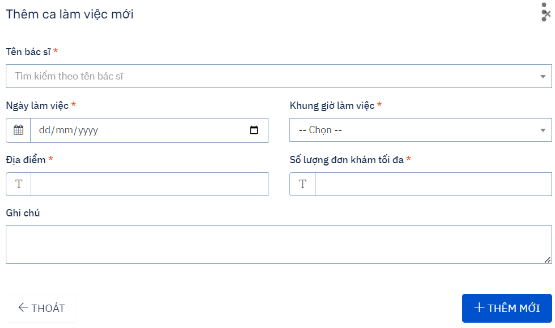 Thêm ca làm việc mới
Tên bác sĩ *
Tìm kiếm theo tên bác sĩ
Ngày làm việc *
Khung giờ làm việc *
dd/mm/yyyy
-- Chọn --
Địa điểm *
Số lượng đơn khám tối đa *
T
T
Ghi chú
← THOÁT
+ THÊM MỚI